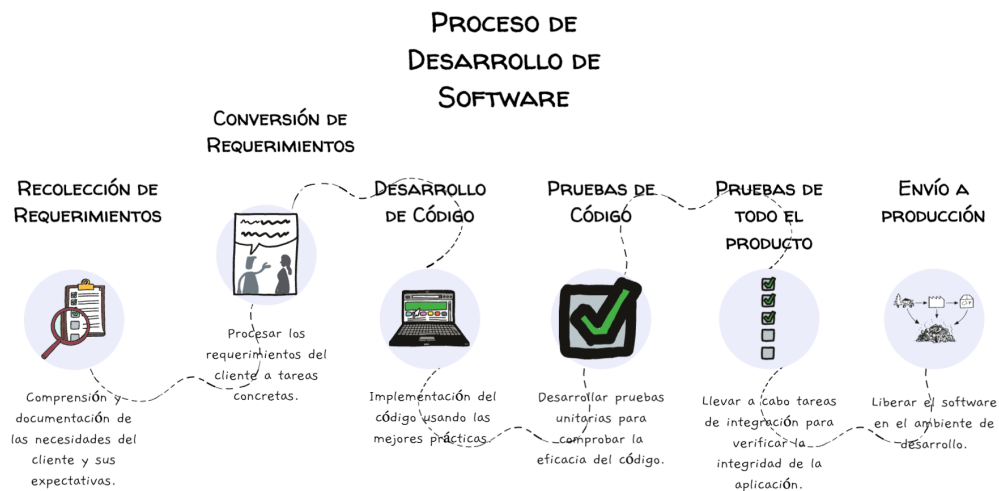 Proceso de
Desarrollo de
Software
Conversión de
Requerimientos
Recolección de
Requerimientos
Desarrollo
de Código
Pruebas de
Código
Pruebas de
todo el
producto
Envío a
producción
Procesar los
requerimientos del
cliente a tareas
concretas.
Comprensión y
documentación de
las necesidades del
cliente y sus
expectativas.
Implementación del
código usando las
mejores prácticas.
Desarrollar pruebas
unitarias para
comprobar la
eficacia del código.
Llevar a cabo tareas
de integración para
verificar la
integridad de la
aplicación.
Liberar el software
en el ambiente de
desarrollo.